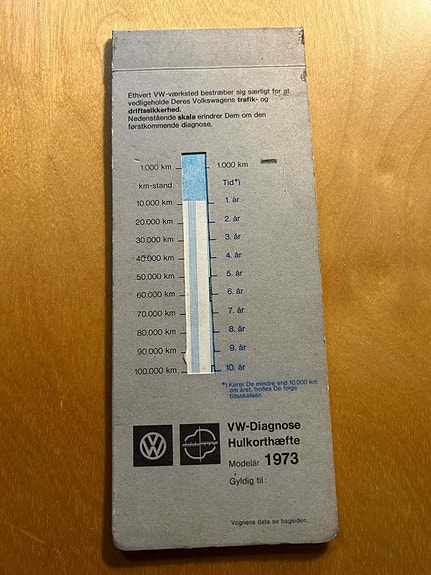 Ethvert VW-værksted bestræber sig særligt for at
vedligeholde Deres Volkswagens trafik- og
driftssikkerhed.
Nedenstående skala erindrer Dem om den
førstkommende diagnose.
1.000 km 1.000 km
km-stand Tid*)
10.000 km 1. år
20.000 km 2. år
30.000 km 3. år
40.000 km 4. år
50.000 km 5. år
60.000 km 6. år
70.000 km 7. år
80.000 km 8. år
90.000 km 9. år
100.000 km 10. år
*) Kører De mindre end 10.000 km
om året, bedes De følge
tidsskalaen
VW-Diagnose
Hulkorthæfte
Modelår 1973
Gyldig til:
Vognens data se bagsiden.